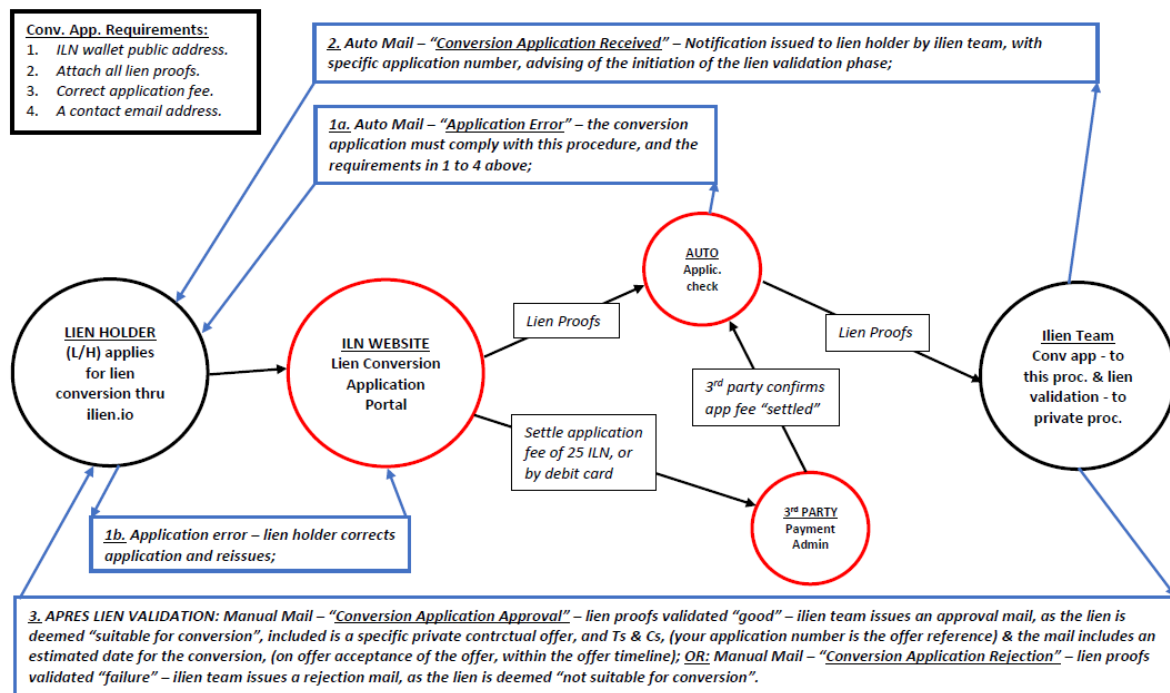 Conv. App. Requirements:
1. ILN wallet public address.
2. Attach all lien proofs.
3. Correct application fee.
4. A contact email address.
2. Auto Mail – “Conversion Application Received” – Notification issued to lien holder by ilien team, with
specific application number, advising of the initiation of the lien validation phase;
1a. Auto Mail – “Application Error” – the conversion
application must comply with this procedure, and the
requirements in 1 to 4 above;
LIEN HOLDER
(L/H) applies
for lien
conversion thru
ilien.io
ILN WEBSITE
Lien Conversion
Application
Portal
Lien Proofs
AUTO
Applic.
check
Lien Proofs
Ilien Team
Conv app - to
this proc. & lien
validation - to
private proc.
3rd party confirms
app fee “settled”
Settle application
fee of 25 ILN, or
by debit card
3rd PARTY
Payment
Admin
1b. Application error – lien holder corrects
application and reissues;
3. APRES LIEN VALIDATION: Manual Mail – “Conversion Application Approval” – lien proofs validated “good” – ilien team issues an approval mail, as the lien is
deemed “suitable for conversion”, included is a specific private contrctual offer, and Ts & Cs, (your application number is the offer reference) & the mail includes an
estimated date for the conversion, (on offer acceptance of the offer, within the offer timeline); OR: Manual Mail – “Conversion Application Rejection” – lien proofs
validated “failure” – ilien team issues a rejection mail, as the lien is deemed “not suitable for conversion”.